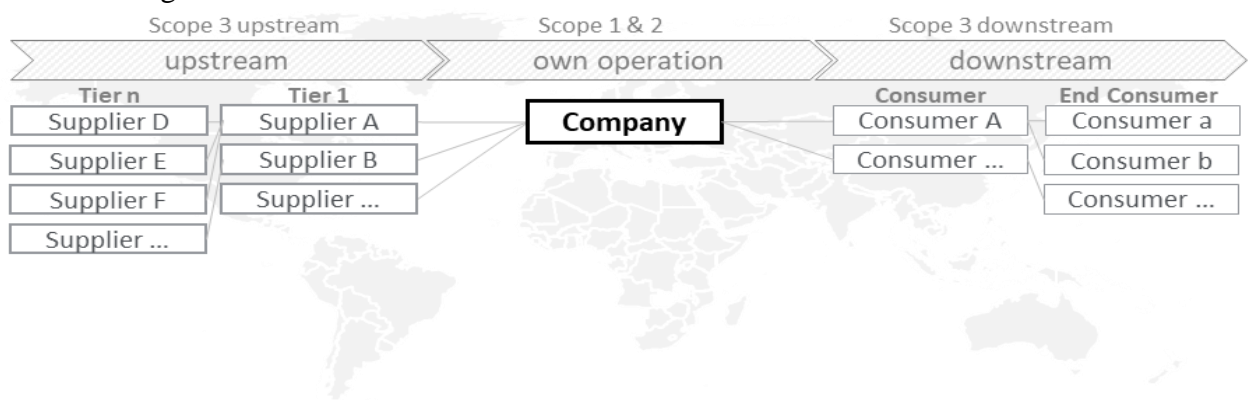 Scope 3 upstream Scope 1 & 2 Scope 3 downstream
upstream own operation downstream
Tier n Tier 1 Consumer End Consumer
Supplier D Supplier A Company Consumer A Consumer a
Supplier E Supplier B Consumer ... Consumer b
Supplier F Supplier ... Consumer ...
Supplier ...